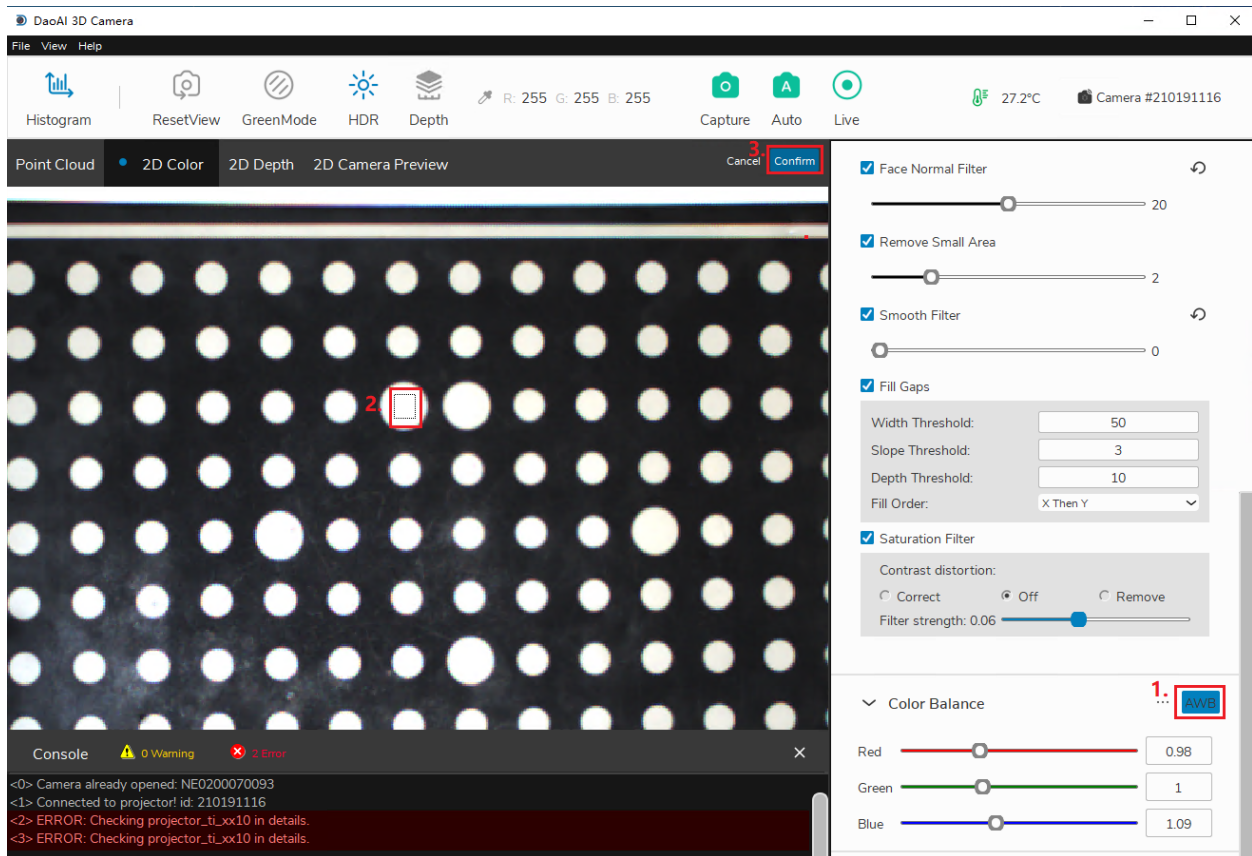 DaoAI 3D Camera
File View Help
Histogram ResetView GreenMode HDR Depth R: 255 G: 255 B: 255 Capture Auto Live 27.2°C Camera #210191116
Point Cloud 2D Color 2D Depth 2D Camera Preview Cancel 3. Confirm
2.
Console 0 Warning 2 Error
<0> Camera already opened: NE0200070093
<1> Connected to projector! id: 210191116
<2> ERROR: Checking projector_ti_xx10 in details.
<3> ERROR: Checking projector_ti_xx10 in details.
Face Normal Filter
20
Remove Small Area
2
Smooth Filter
0
Fill Gaps
Width Threshold: 50
Slope Threshold: 3
Depth Threshold: 10
Fill Order: X Then Y
Saturation Filter
Contrast distortion:
Correct Off Remove
Filter strength: 0.06
Color Balance ... 1. AWB
Red 0.98
Green 1
Blue 1.09